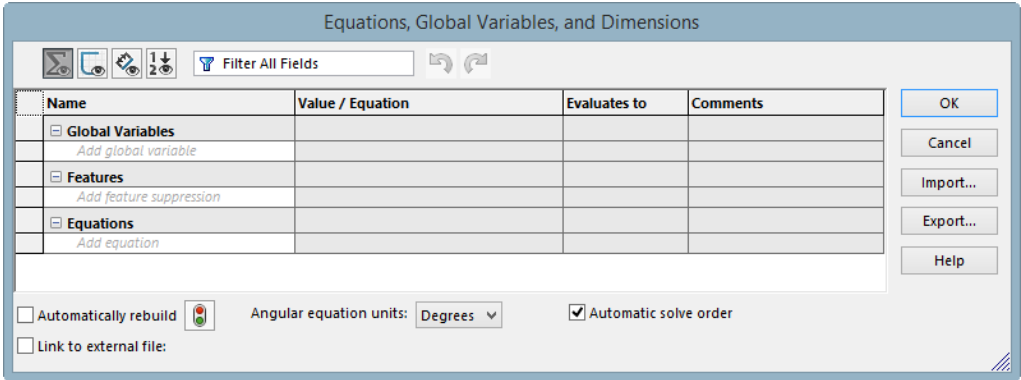 Equations, Global Variables, and Dimensions
Filter All Fields
Name Value / Equation Evaluates to Comments
Global Variables
Add global variable
Features
Add feature suppression
Equations
Add equation
OK
Cancel
Import...
Export...
Help
Automatically rebuild Angular equation units: Degrees Automatic solve order
Link to external file: